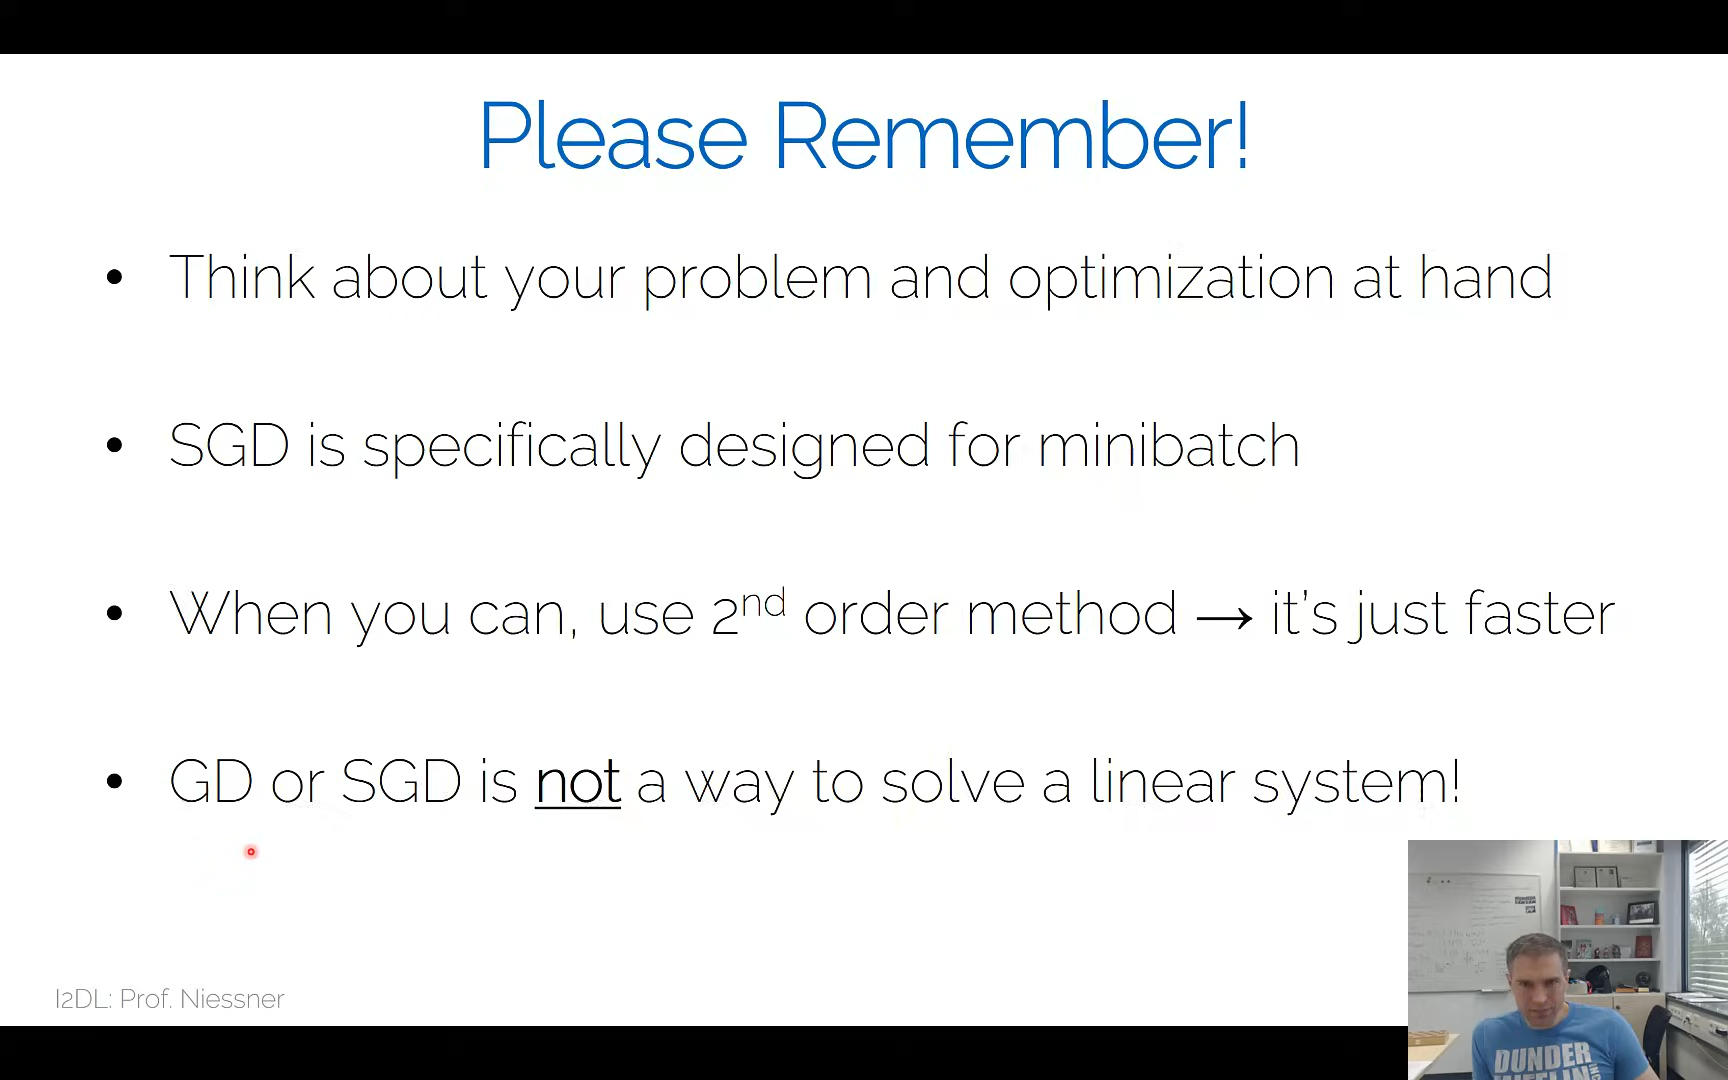 Please Remember!
• Think about your problem and optimization at hand
• SGD is specifically designed for minibatch
• When you can, use 2nd order method → it's just faster
• GD or SGD is not a way to solve a linear system!
I2DL: Prof. Niessner
DUNDER